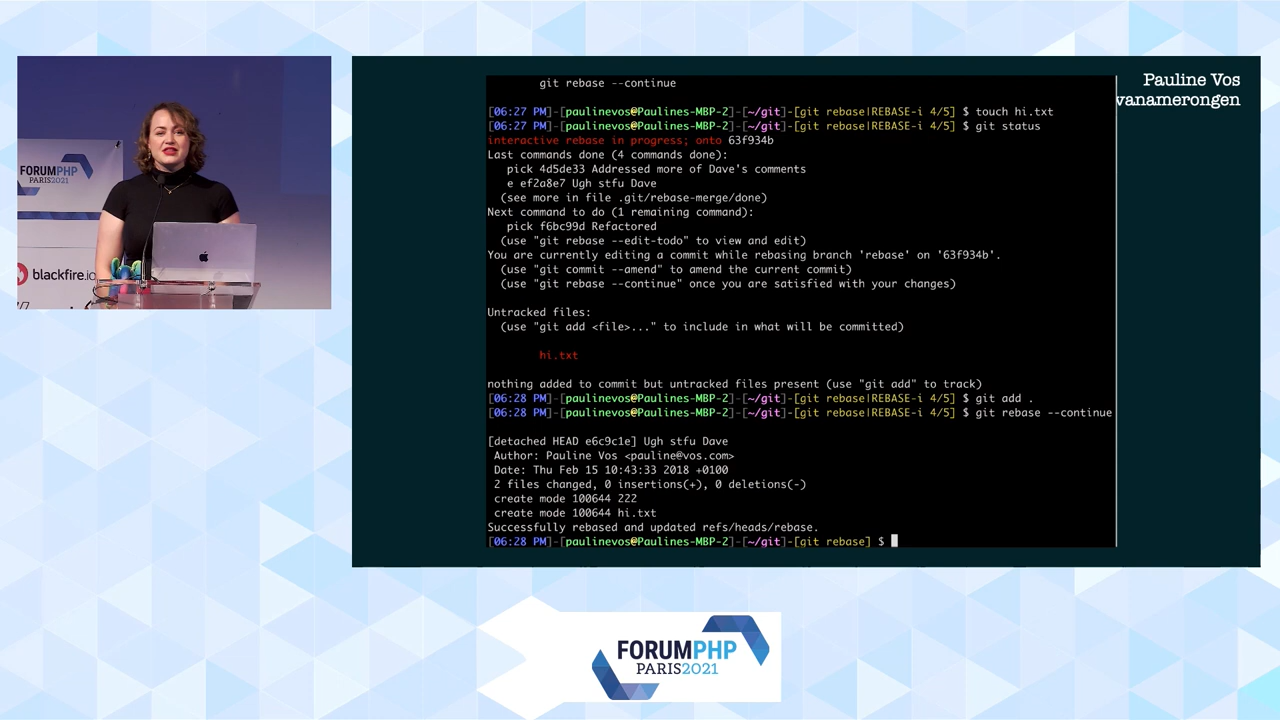 FORUMPHP
PARIS2021
blackfire.io
Pauline Vos
vanamerongen
git rebase --continue
[06:27 PM]-[paulinevos@Paulines-MBP-2]-[~/git]-[git rebase|REBASE-i 4/5] $ touch hi.txt
[06:27 PM]-[paulinevos@Paulines-MBP-2]-[~/git]-[git rebase|REBASE-i 4/5] $ git status
interactive rebase in progress; onto 63f934b
Last commands done (4 commands done):
pick 4d5de33 Addressed more of Dave's comments
e ef2a8e7 Ugh stfu Dave
(see more in file .git/rebase-merge/done)
Next command to do (1 remaining command):
pick f6bc99d Refactored
(use "git rebase --edit-todo" to view and edit)
You are currently editing a commit while rebasing branch 'rebase' on '63f934b'.
(use "git commit --amend" to amend the current commit)
(use "git rebase --continue" once you are satisfied with your changes)
Untracked files:
(use "git add <file>..." to include in what will be committed)
hi.txt
nothing added to commit but untracked files present (use "git add" to track)
[06:28 PM]-[paulinevos@Paulines-MBP-2]-[~/git]-[git rebase|REBASE-i 4/5] $ git add .
[06:28 PM]-[paulinevos@Paulines-MBP-2]-[~/git]-[git rebase|REBASE-i 4/5] $ git rebase --continue
[detached HEAD e6c9c1e] Ugh stfu Dave
Author: Pauline Vos <pauline@vos.com>
Date: Thu Feb 15 10:43:33 2018 +0100
2 files changed, 0 insertions(+), 0 deletions(-)
create mode 100644 222
create mode 100644 hi.txt
Successfully rebased and updated refs/heads/rebase.
[06:28 PM]-[paulinevos@Paulines-MBP-2]-[~/git]-[git rebase] $
FORUMPHP
PARIS2021